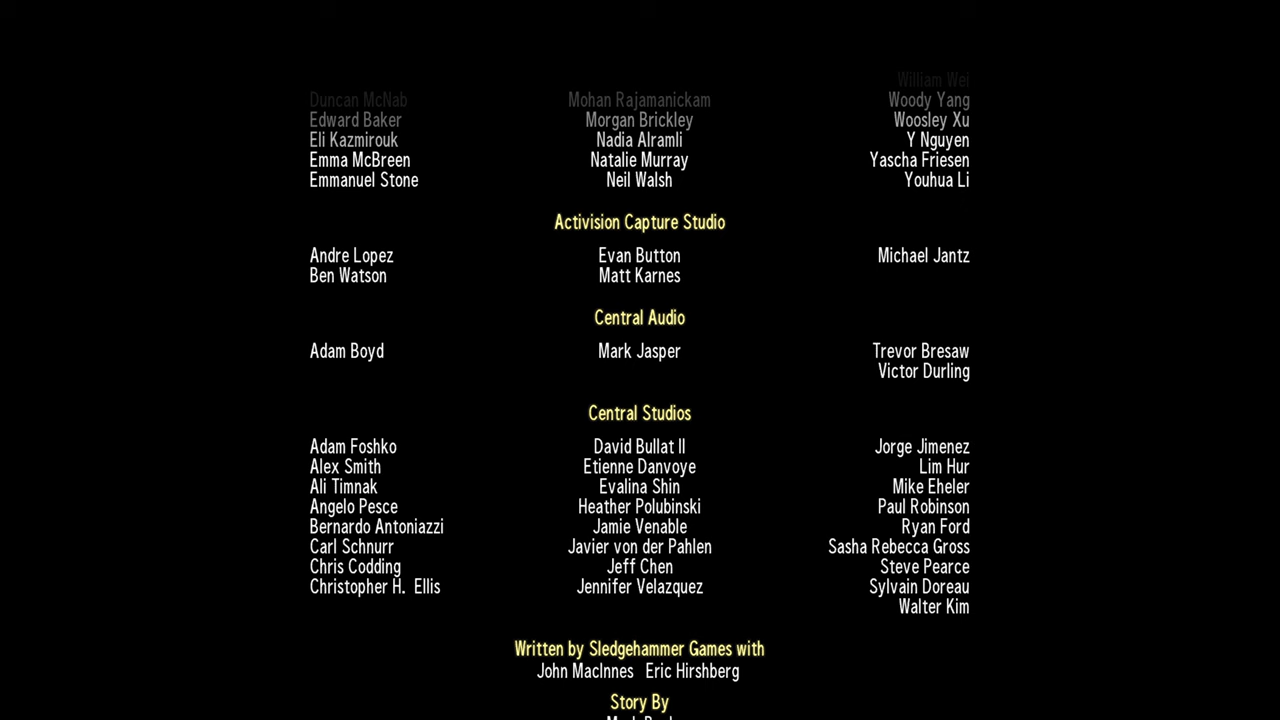 William Wei
Duncan McNab Mohan Rajamanickam Woody Yang
Edward Baker Morgan Brickley Woosley Xu
Eli Kazmirouk Nadia Alramli Y Nguyen
Emma McBreen Natalie Murray Yascha Friesen
Emmanuel Stone Neil Walsh Youhua Li
Activision Capture Studio
Andre Lopez Evan Button Michael Jantz
Ben Watson Matt Karnes
Central Audio
Adam Boyd Mark Jasper Trevor Bresaw
Victor Durling
Central Studios
Adam Foshko David Bullat II Jorge Jimenez
Alex Smith Etienne Danvoye Lim Hur
Ali Timnak Evalina Shin Mike Eheler
Angelo Pesce Heather Polubinski Paul Robinson
Bernardo Antoniazzi Jamie Venable Ryan Ford
Carl Schnurr Javier von der Pahlen Sasha Rebecca Gross
Chris Codding Jeff Chen Steve Pearce
Christopher H. Ellis Jennifer Velazquez Sylvain Doreau
Walter Kim
Written by Sledgehammer Games with
John MacInnes Eric Hirshberg
Story By